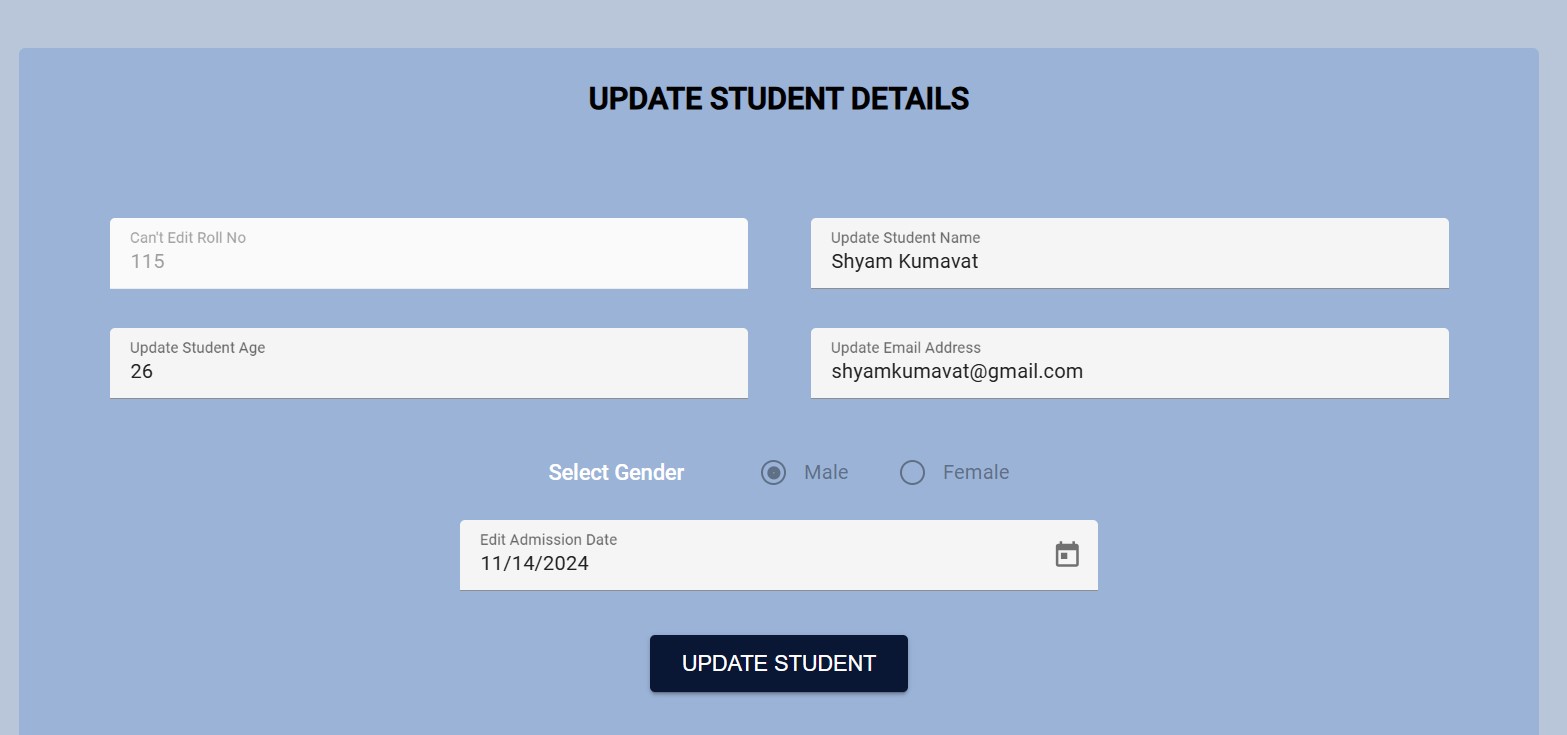 UPDATE STUDENT DETAILS
Can't Edit Roll No
115
Update Student Name
Shyam Kumavat
Update Student Age
26
Update Email Address
shyamkumavat@gmail.com
Select Gender Male Female
Edit Admission Date
11/14/2024
UPDATE STUDENT